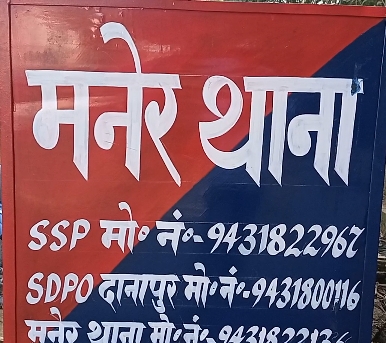 मनेर थाना
SSP मो॰ नं॰-9431822967
SDPO दानापुर मो॰ नं॰-9431800116
मनेर थाना मो॰ नं॰-